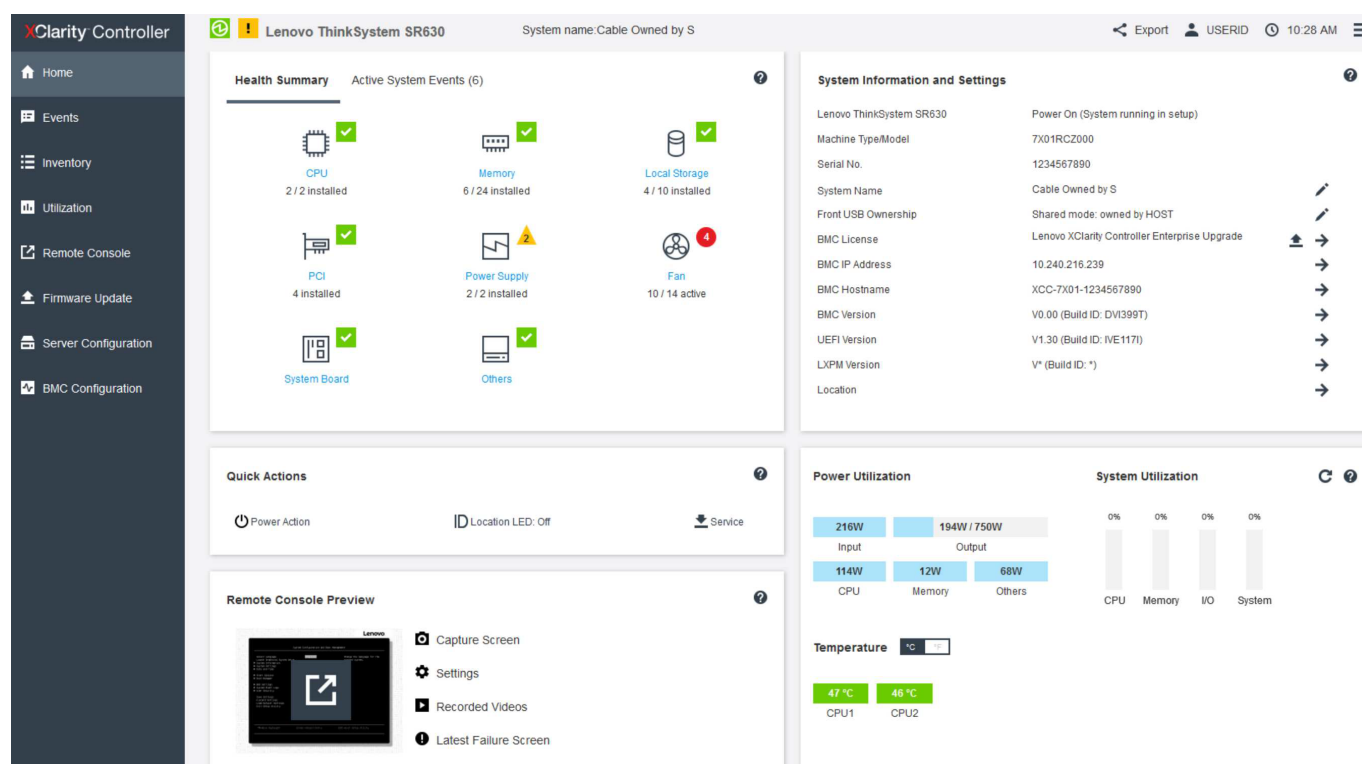 XClarity Controller
Lenovo ThinkSystem SR630
System name:Cable Owned by S
Export
USERID
10:28 AM
Home
Events
Inventory
Utilization
Remote Console
Firmware Update
Server Configuration
BMC Configuration
Health Summary
Active System Events (6)
CPU
2 / 2 installed
Memory
6 / 24 installed
Local Storage
4 / 10 installed
PCI
4 installed
2
Power Supply
2 / 2 installed
4
Fan
10 / 14 active
System Board
Others
System Information and Settings
Lenovo ThinkSystem SR630 Power On (System running in setup)
Machine Type/Model 7X01RCZ000
Serial No. 1234567890
System Name Cable Owned by S
Front USB Ownership Shared mode: owned by HOST
BMC License Lenovo XClarity Controller Enterprise Upgrade
BMC IP Address 10.240.216.239
BMC Hostname XCC-7X01-1234567890
BMC Version V0.00 (Build ID: DVI399T)
UEFI Version V1.30 (Build ID: IVE117I)
LXPM Version V* (Build ID: *)
Location
Quick Actions
Power Action
Location LED: Off
Service
Remote Console Preview
Lenovo
Capture Screen
Settings
Recorded Videos
Latest Failure Screen
Power Utilization
216W 194W / 750W
Input Output
114W 12W 68W
CPU Memory Others
System Utilization
0% 0% 0% 0%
CPU Memory I/O System
Temperature °C °F
47 °C 46 °C
CPU1 CPU2